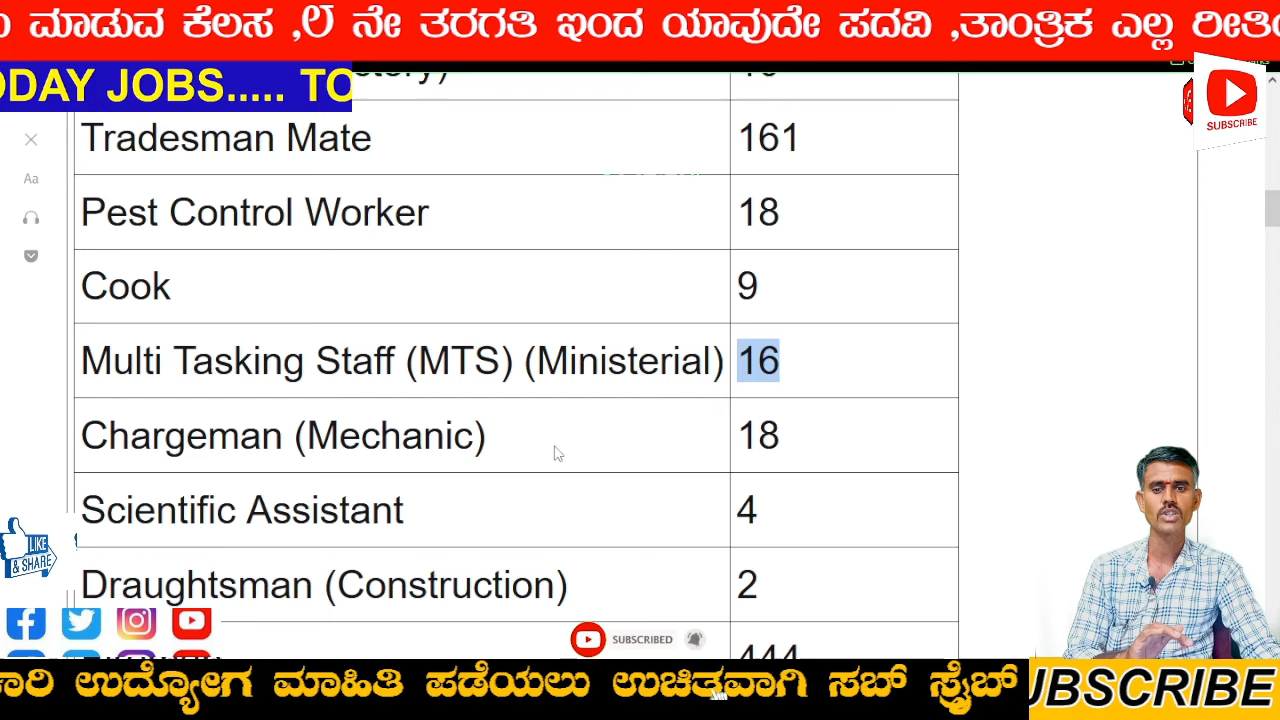 ಮಾಡುವ ಕೆಲಸ ,೮ ನೇ ತರಗತಿ ಇಂದ ಯಾವುದೇ ಪದವಿ ,ತಾಂತ್ರಿಕ ಎಲ್ಲ
ODAY JOBS..... TO
SUBSCRIBE
Tradesman Mate 161
Aa
Pest Control Worker 18
Cook 9
Multi Tasking Staff (MTS) (Ministerial) 16
Chargeman (Mechanic) 18
Scientific Assistant 4
LIKE
& SHARE
Draughtsman (Construction) 2
SUBSCRIBED
ಉದ್ಯೋಗ ಮಾಹಿತಿ ಪಡೆಯಲು ಉಚಿತ್ತವಾಗಿ ಸಬ್ ಸ್ಕ್ರೈಬ್
UBSCRIBE